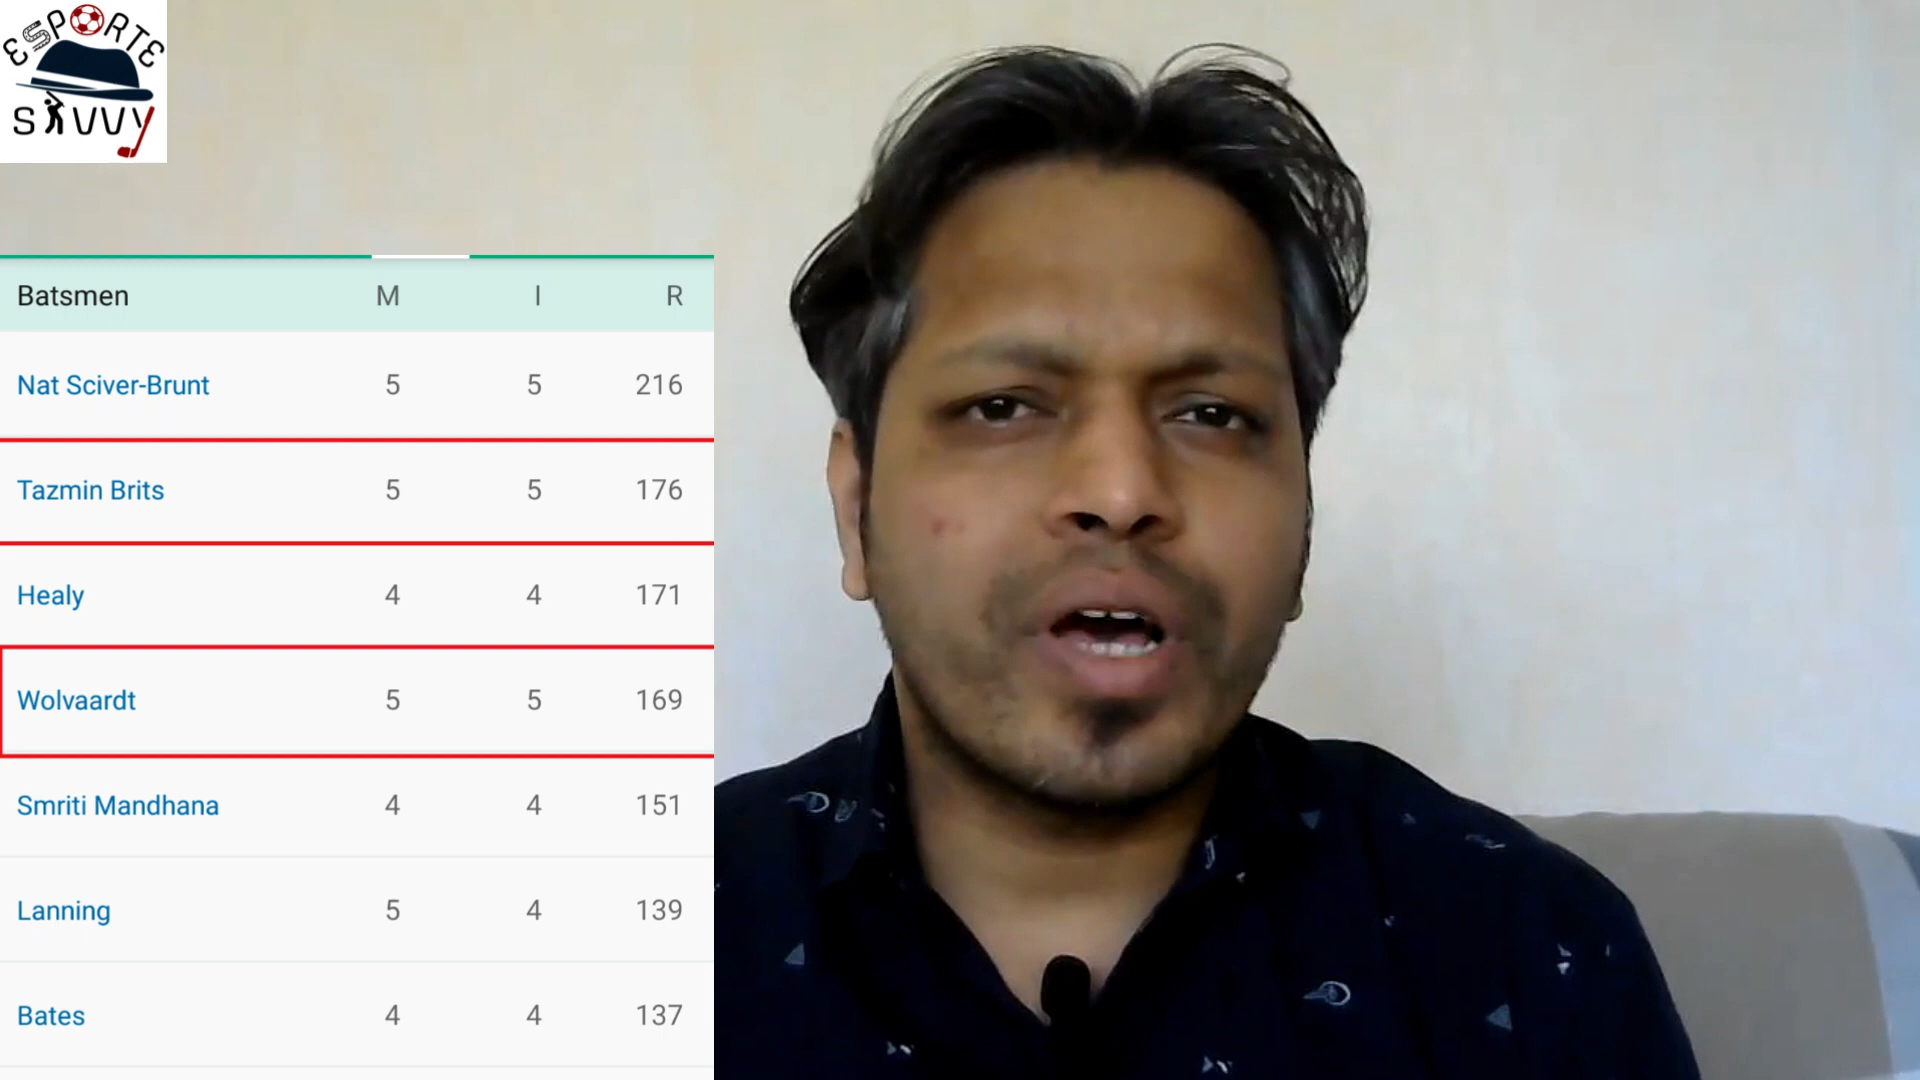 ESPORTE
SAVVY
Batsmen M I R
Nat Sciver-Brunt 5 5 216
Tazmin Brits 5 5 176
Healy 4 4 171
Wolvaardt 5 5 169
Smriti Mandhana 4 4 151
Lanning 5 4 139
Bates 4 4 137